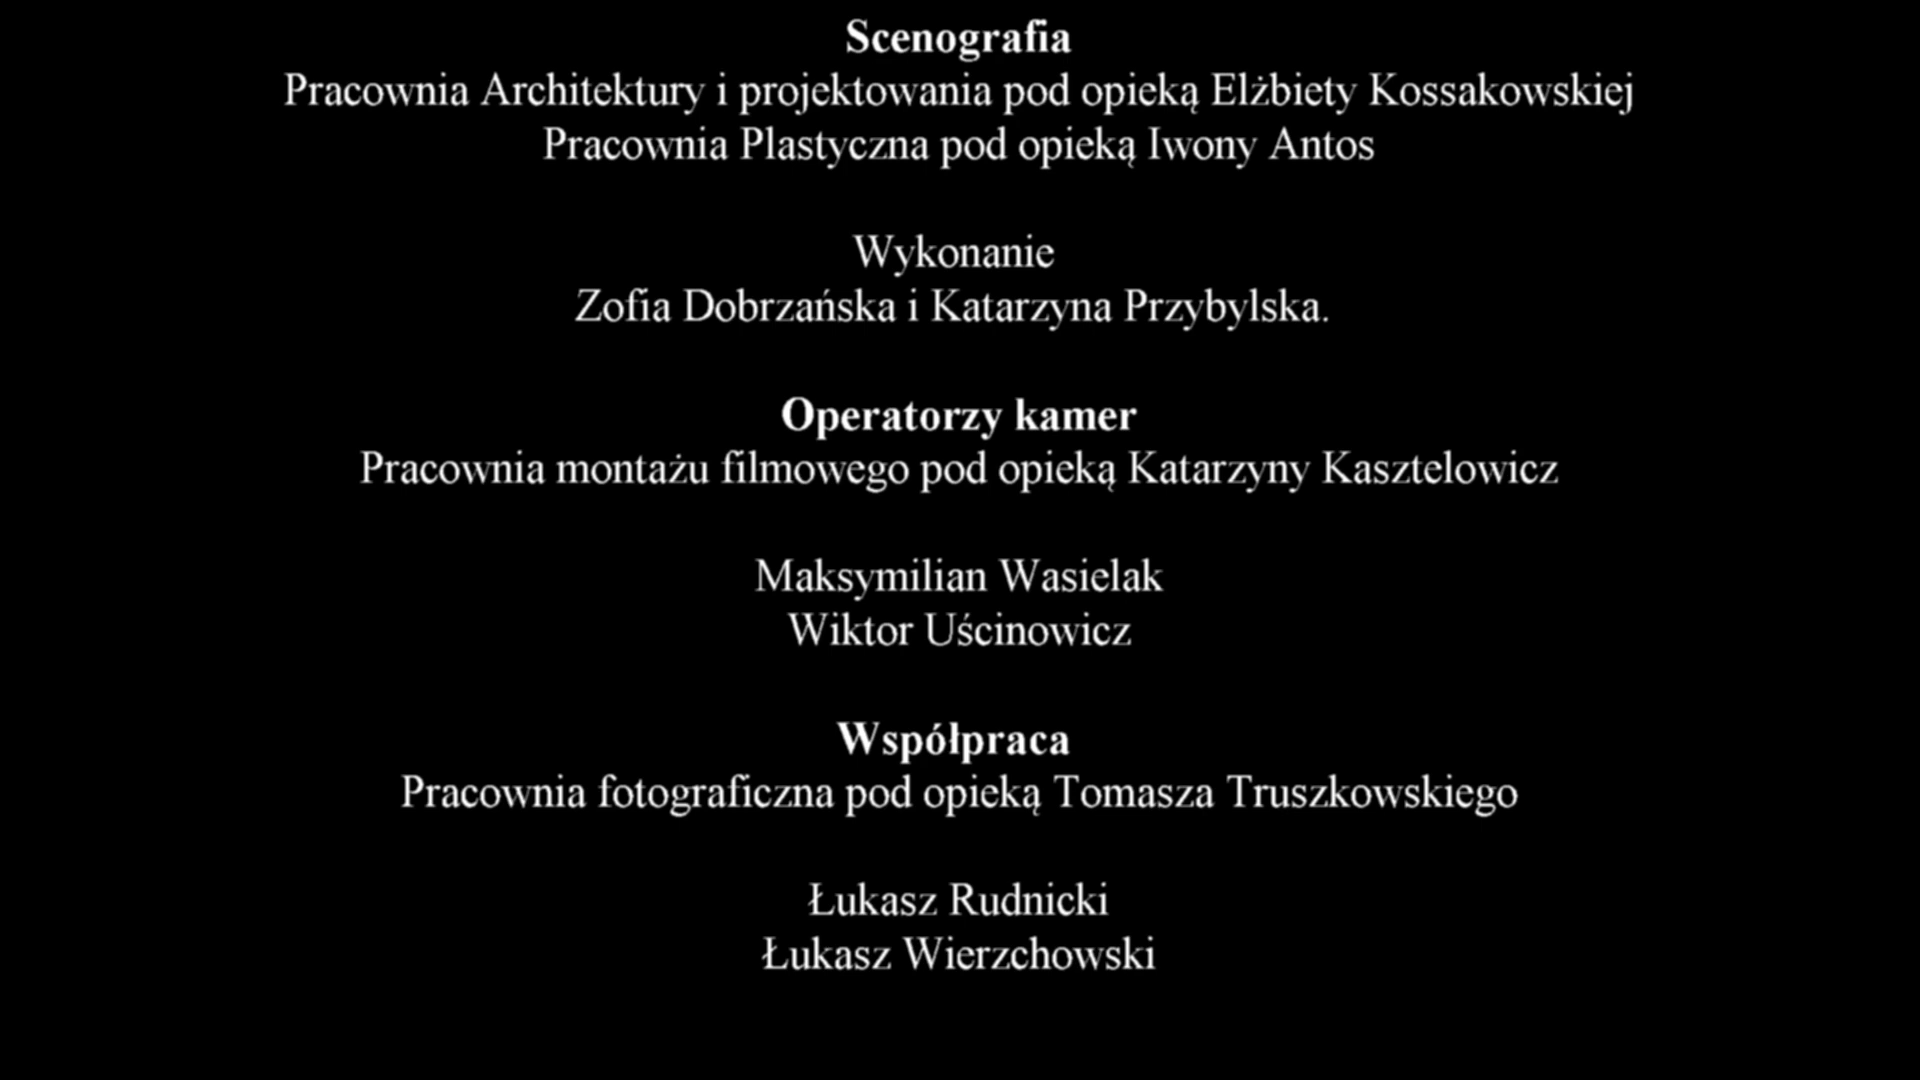 Scenografia
Pracownia Architektury i projektowania pod opieką Elżbiety Kossakowskiej
Pracownia Plastyczna pod opieką Iwony Antos
Wykonanie
Zofia Dobrzańska i Katarzyna Przybylska.
Operatorzy kamer
Pracownia montażu filmowego pod opieką Katarzyny Kasztelowicz
Maksymilian Wasielak
Wiktor Uścinowicz
Współpraca
Pracownia fotograficzna pod opieką Tomasza Truszkowskiego
Łukasz Rudnicki
Łukasz Wierzchowski